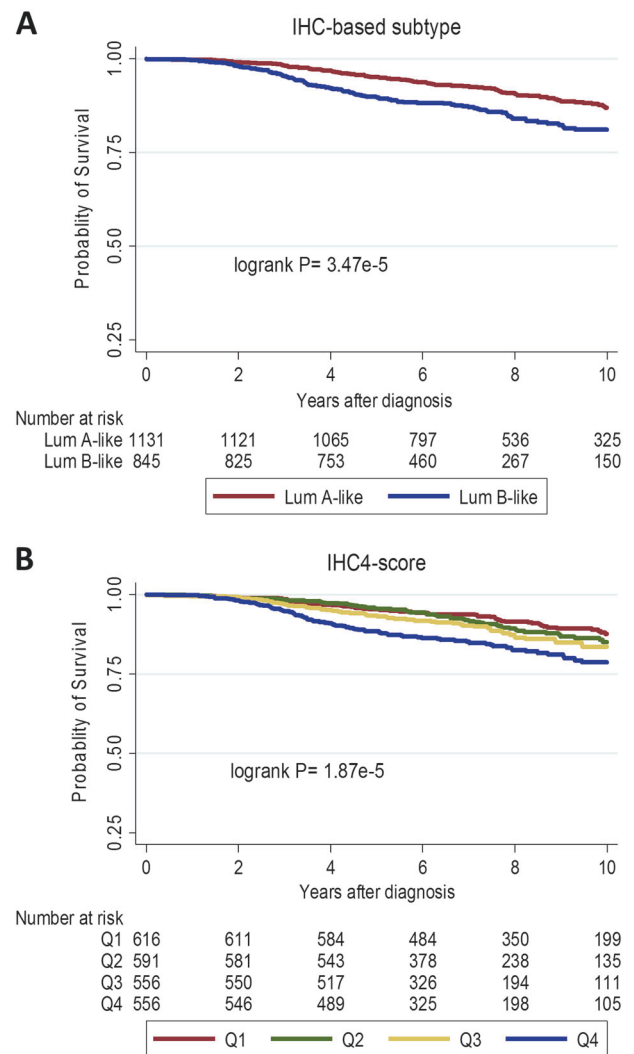 A
IHC-based subtype
1.00
0.75
0.50
0.25
Probablity of Survival
logrank P= 3.47e-5
0 2 4 6 8 10
Years after diagnosis
Number at risk
Lum A-like 1131 1121 1065 797 536 325
Lum B-like 845 825 753 460 267 150
Lum A-like Lum B-like
B
IHC4-score
1.00
0.75
0.50
0.25
Probablity of Survival
logrank P= 1.87e-5
0 2 4 6 8 10
Years after diagnosis
Number at risk
Q1 616 611 584 484 350 199
Q2 591 581 543 378 238 135
Q3 556 550 517 326 194 111
Q4 556 546 489 325 198 105
Q1 Q2 Q3 Q4